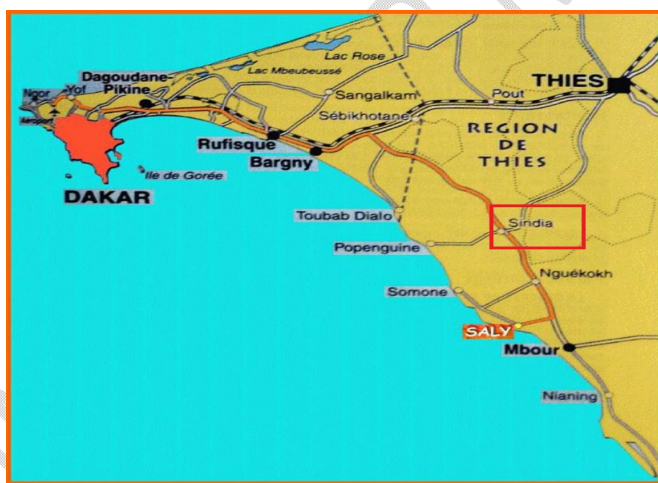 Lac Rose
Lac Mbeubeussé
Dagoudane-
Pikine
Ngor
Yof
THIES
Pout
Sangalkam
Sébikhotane
REGION
DE
THIES
Rufisque
Bargny
Ile de Gorée
DAKAR
Toubab Dialo
Sindia
Popenguine
Nguékokh
Somone
SALY
Mbour
Nianing